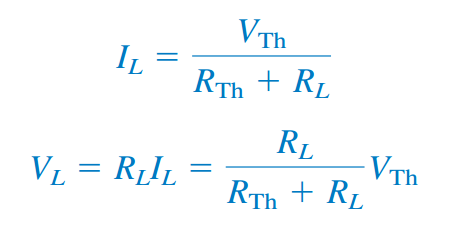 I_L = V_Th / (R_Th + R_L)
V_L = R_L I_L = R_L / (R_Th + R_L) V_Th